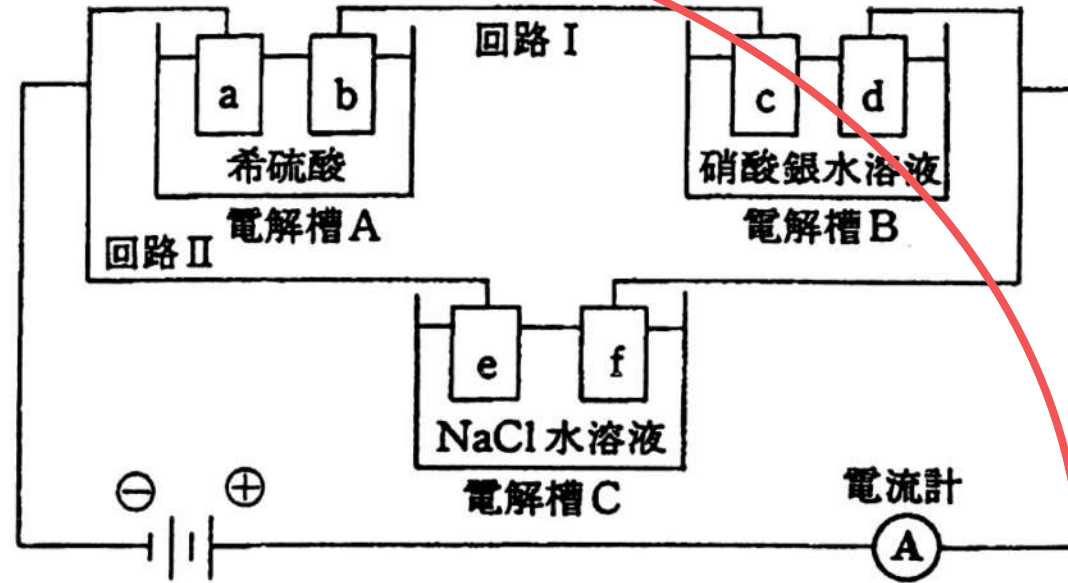 回路Ⅰ
a b
c d
希硫酸
硝酸銀水溶液
電解槽A
電解槽B
回路Ⅱ
e f
NaCl水溶液
電解槽C
⊖ ⊕
電流計
A